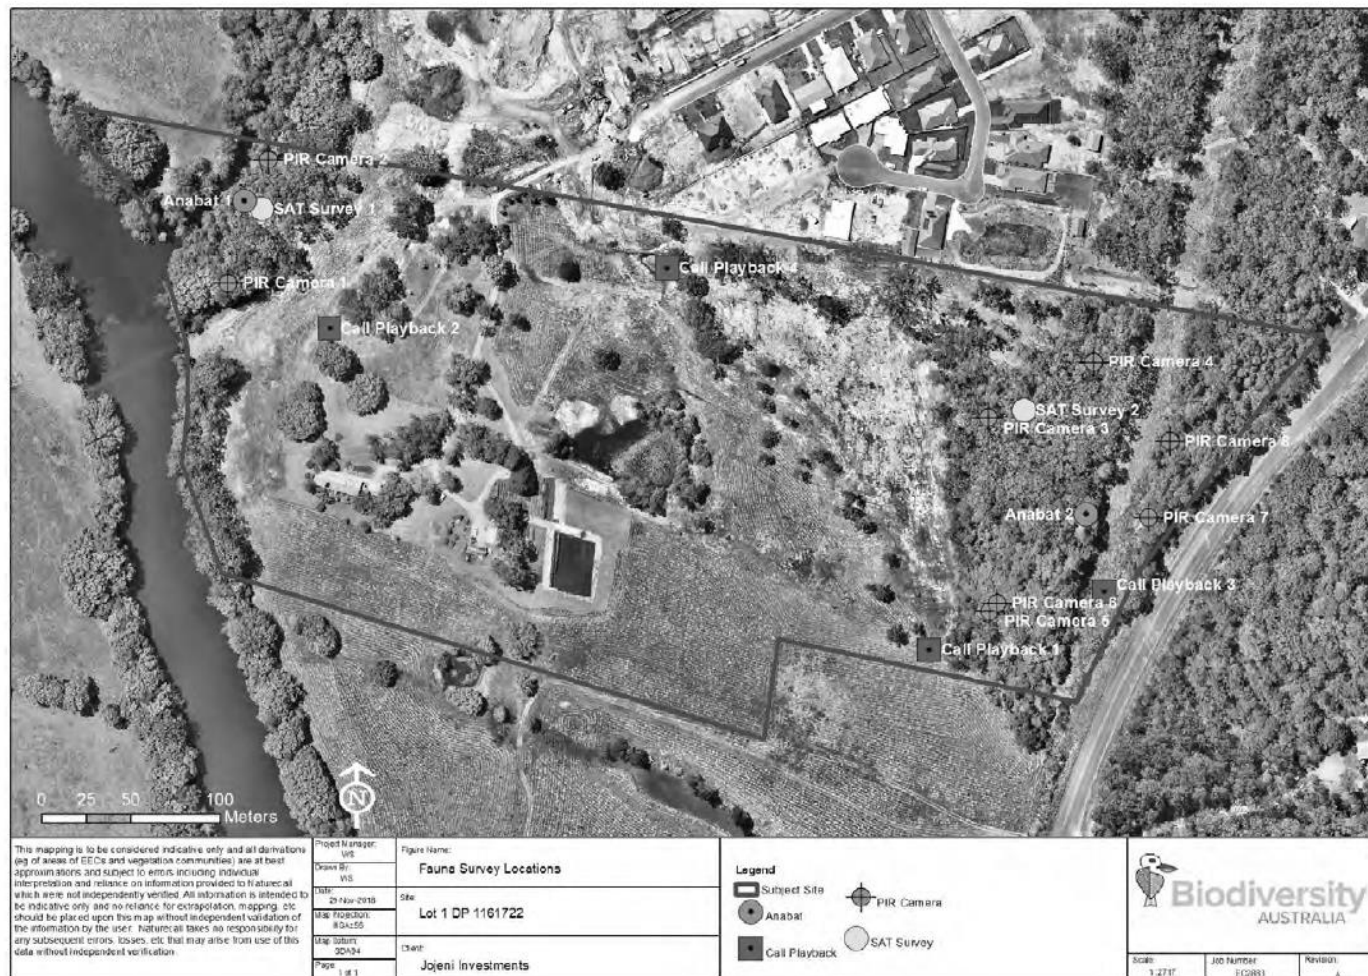 PIR Camera 2
Anabat 1
SAT Survey 1
PIR Camera 1
Call Playback 2
Call Playback 4
PIR Camera 4
SAT Survey 2
PIR Camera 3
PIR Camera 8
Anabat 2
PIR Camera 7
Call Playback 3
PIR Camera 6
PIR Camera 5
Call Playback 1
0 25 50 100
Meters
N
This mapping is to be considered indicative only and all derivations
(eg of areas of EECs and vegetation communities) are at best
approximations and subject to errors including individual
interpretation and reliance on information provided to Naturecall
which were not independently verified. All information is intended to
be indicative only and no reliance for extrapolation, mapping, etc
should be placed upon this map without independent validation of
the information by the user. Naturecall takes no responsibility for
any subsequent errors, losses, etc that may arise from use of this
data without independent verification
Project Manager:
WS
Drawn By:
WS
Date:
Map Projection:
Map Datum:
Page:
1 of 1
Figure Name:
Fauna Survey Locations
Site:
Lot 1 DP 1161722
Client:
Jojeni Investments
Legend
Subject Site
Anabat
Call Playback
PIR Camera
SAT Survey
Biodiversity
AUSTRALIA
Scale:
1:2717
Job Number:
Revision: